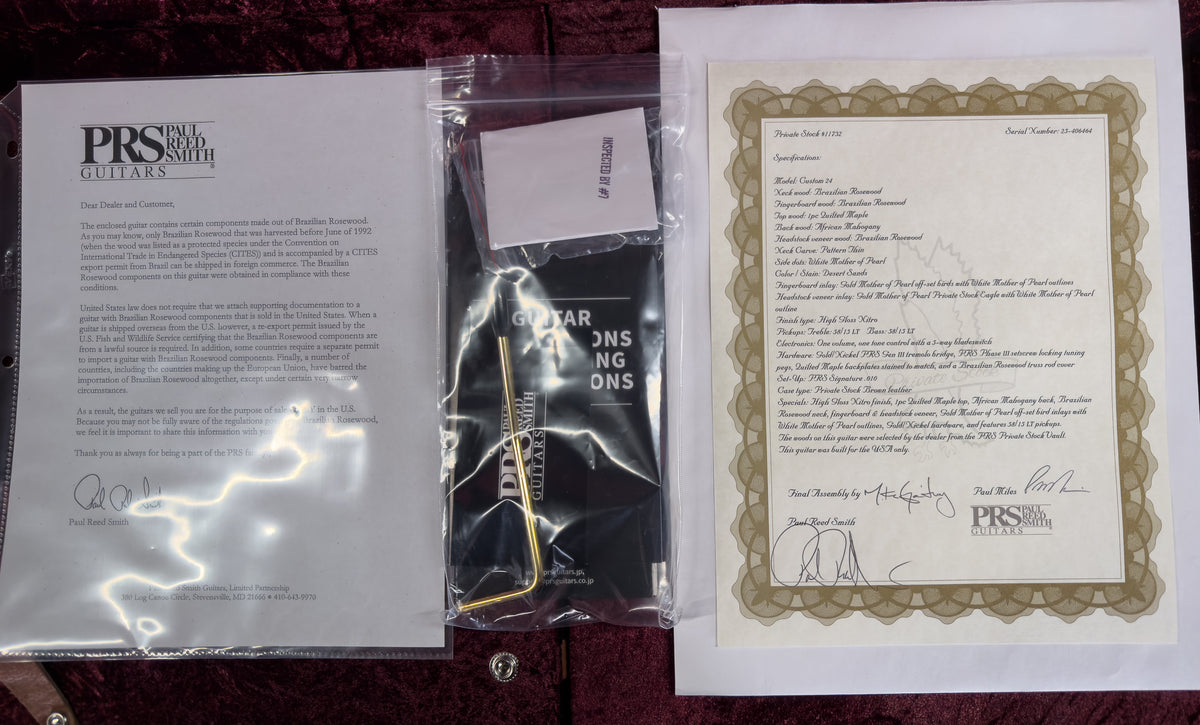 PRS PAUL
REED
SMITH
GUITARS
Dear Dealer and Customer,
The enclosed guitar contains certain components made out of Brazilian Rosewood.
As you may know, only Brazilian Rosewood that was harvested before June of 1992
(when the wood was listed as a protected species under the Convention on
International Trade in Endangered Species (CITES)) and is accompanied by a CITES
export permit from Brazil can be shipped in foreign commerce. The Brazilian
Rosewood components on this guitar were obtained in compliance with these
conditions.
United States law does not require that we attach supporting documentation to a
guitar with Brazilian Rosewood components that is sold in the United States. When a
guitar is shipped overseas from the U.S. however, a re-export permit issued by the
U.S. Fish and Wildlife Service certifying that the Brazilian Rosewood components are
from a lawful source is required. In addition, some countries require a separate permit
to import a guitar with Brazilian Rosewood components. Finally, a number of
countries, including the countries making up the European Union, have barred the
importation of Brazilian Rosewood altogether, except under certain very narrow
circumstances.
As a result, the guitars we sell you are for the purpose of sale in the U.S.
Because you may not be fully aware of the regulations Brazilian Rosewood,
we feel it is important to share this information with
Thank you as always for being a part of the PRS
Paul Reed Smith
Smith Guitars, Limited Partnership
380 Log Canoe Circle, Stevensville, MD 21666 • 410-643-9970
INSPECTED BY #7
GUITAR
ONS
ING
ONS
PRS
SMITH
GUITARS
www.prsguitars.jp,
prsguitars.co.jp
Private Stock #11732
Serial Number: 23-406464
Specifications:
Model: Custom 24
Neck wood: Brazilian Rosewood
Fingerboard wood: Brazilian Rosewood
Top wood: 1pc Quilted Maple
Back wood: African Mahogany
Headstock veneer wood: Brazilian Rosewood
Neck Carve: Pattern Thin
Side dots: White Mother of Pearl
Color / Stain: Desert Sands
Fingerboard inlay: Gold Mother of Pearl off-set birds with White Mother of Pearl outlines
Headstock veneer inlay: Gold Mother of Pearl Private Stock Eagle with White Mother of Pearl
outline
Finish type: High Gloss Nitro
Pickups: Treble: 58/15 LT Bass: 58/15 LT
Electronics: One volume, one tone control with a 3-way bladeswitch
Hardware: Gold/Nickel PRS Gen III tremolo bridge, PRS Phase III setscrew locking tuning
pegs, Quilted Maple backplates stained to match, and a Brazilian Rosewood truss rod cover
Set-Up: PRS Signature .010
Case type: Private Stock Brown leather
Specials: High Gloss Nitro finish, 1pc Quilted Maple top, African Mahogany back, Brazilian
Rosewood neck, fingerboard & headstock veneer, Gold Mother of Pearl off-set bird inlays with
White Mother of Pearl outlines, Gold/Nickel hardware, and features 58/15 LT pickups.
The woods on this guitar were selected by the dealer from the PRS Private Stock Vault.
This guitar was built for the USA only.
Final Assembly by
Paul Miles
PRS PAUL
REED
SMITH
GUITARS
Paul Reed Smith